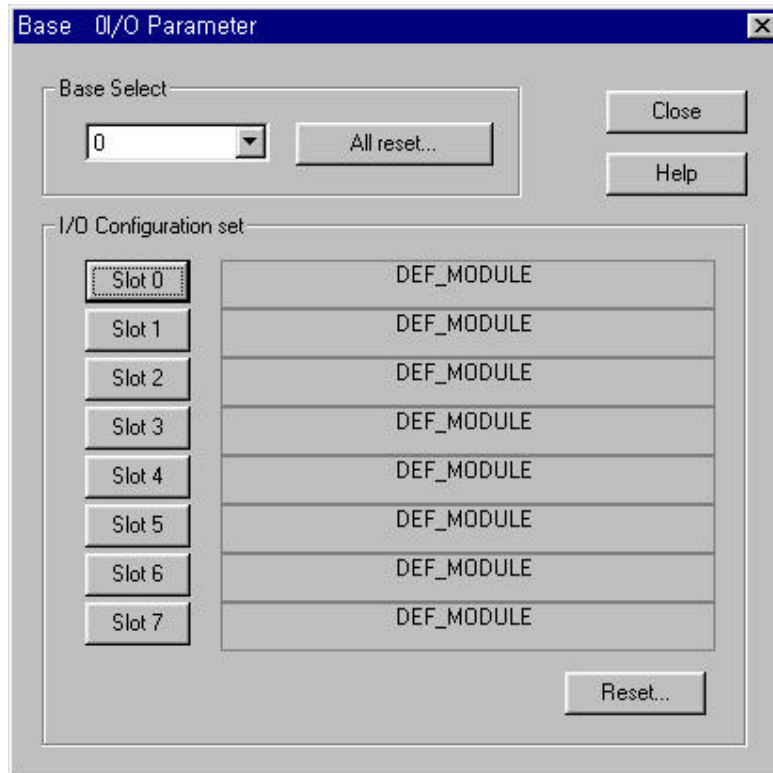 Base 0I/O Parameter
Base Select
0
All reset...
Close
Help
I/O Configuration set
Slot 0 DEF_MODULE
Slot 1 DEF_MODULE
Slot 2 DEF_MODULE
Slot 3 DEF_MODULE
Slot 4 DEF_MODULE
Slot 5 DEF_MODULE
Slot 6 DEF_MODULE
Slot 7 DEF_MODULE
Reset...